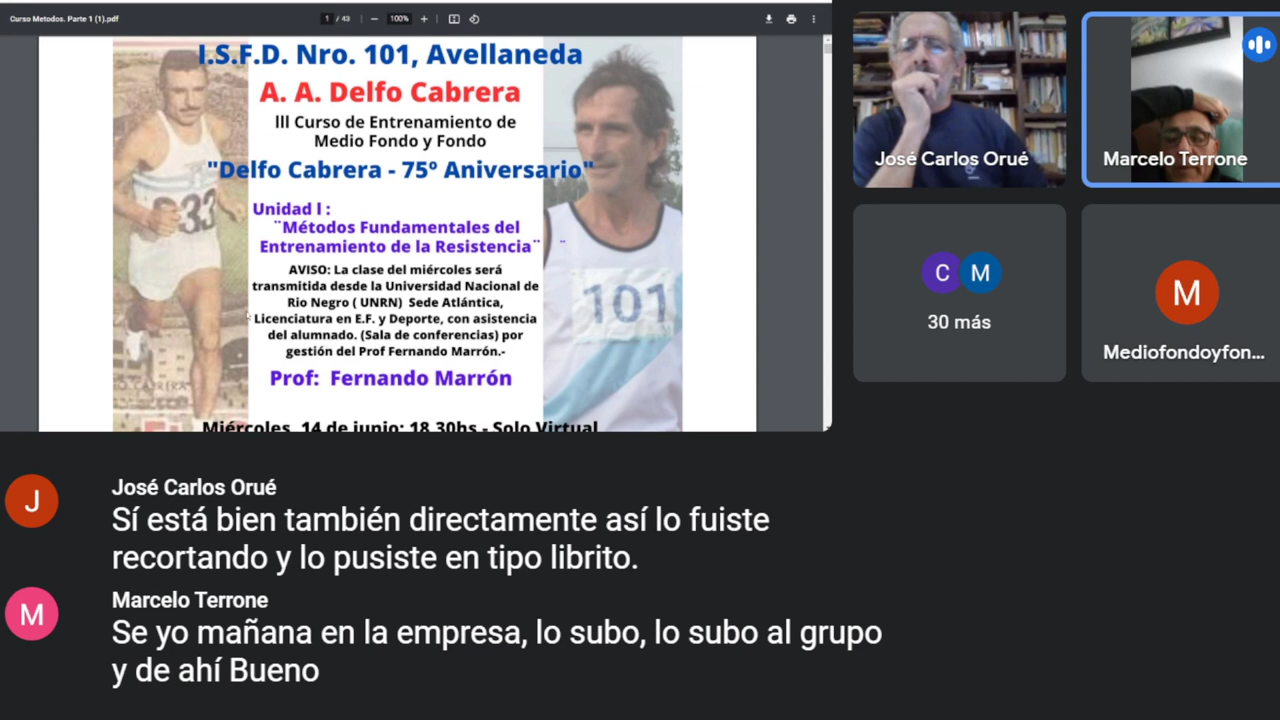 Curso Metodos. Parte 1 (1).pdf
1 / 43
100%
I.S.F.D. Nro. 101, Avellaneda
A. A. Delfo Cabrera
III Curso de Entrenamiento de
Medio Fondo y Fondo
"Delfo Cabrera - 75º Aniversario"
Unidad I :
¨Métodos Fundamentales del
Entrenamiento de la Resistencia¨ ¨
AVISO: La clase del miércoles será
transmitida desde la Universidad Nacional de
Rio Negro ( UNRN) Sede Atlántica,
Licenciatura en E.F. y Deporte, con asistencia
del alumnado. (Sala de conferencias) por
gestión del Prof Fernando Marrón.-
Prof: Fernando Marrón
Miércoles, 14 de junio: 18.30hs - Solo Virtual
233
101
José Carlos Orué
Marcelo Terrone
C M
30 más
M
Mediofondoyfon...
J
José Carlos Orué
Sí está bien también directamente así lo fuiste
recortando y lo pusiste en tipo librito.
M
Marcelo Terrone
Se yo mañana en la empresa, lo subo, lo subo al grupo
y de ahí Bueno